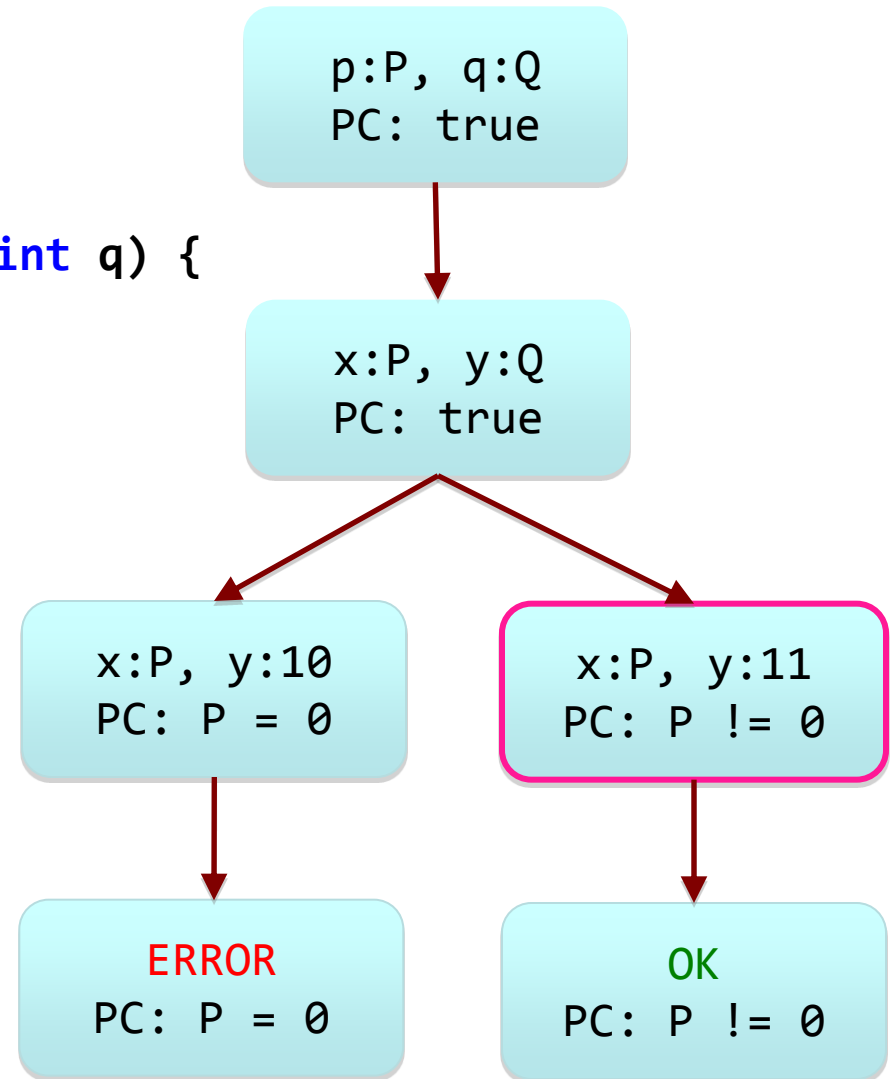 p:P, q:Q
PC: true
int q) {
x:P, y:Q
PC: true
x:P, y:10
PC: P = 0
x:P, y:11
PC: P != 0
ERROR
PC: P = 0
OK
PC: P != 0